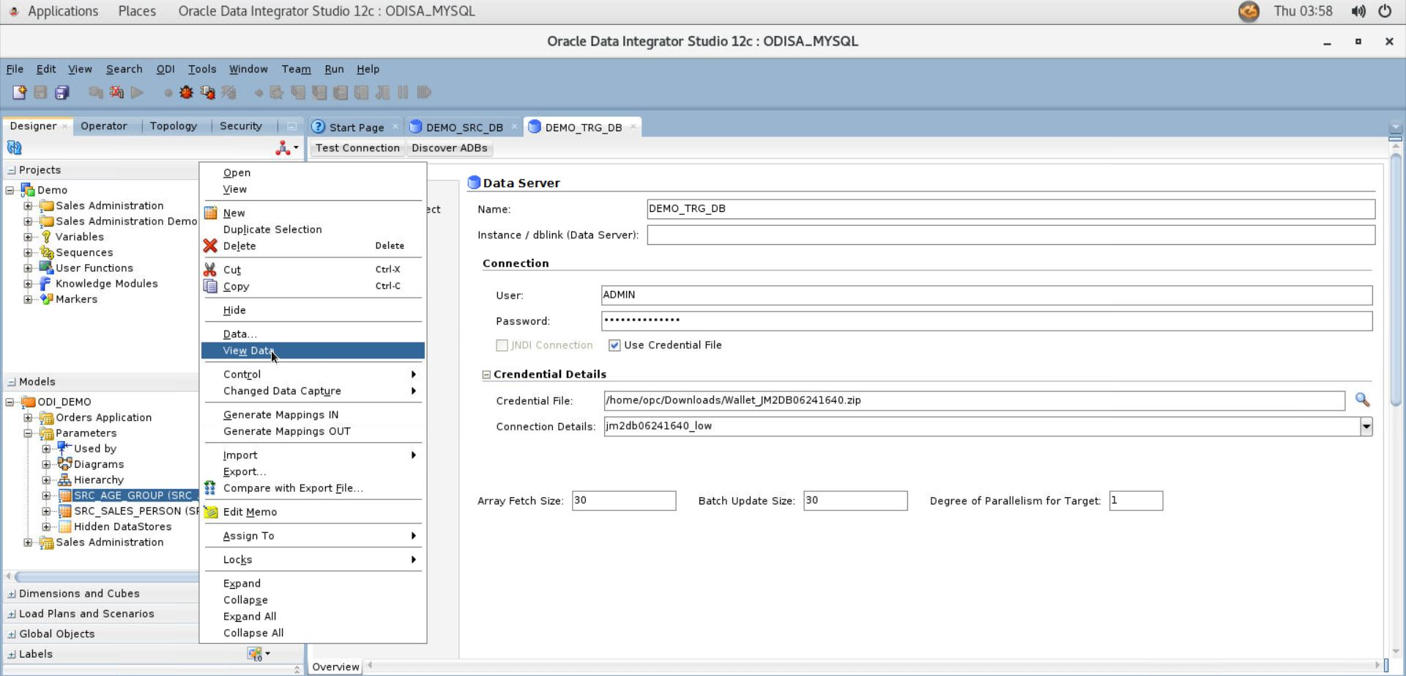 Applications Places Oracle Data Integrator Studio 12c : ODISA_MYSQL Thu 03:58
Oracle Data Integrator Studio 12c : ODISA_MYSQL
File Edit View Search ODI Tools Window Team Run Help
Designer Operator Topology Security Start Page DEMO_SRC_DB DEMO_TRG_DB
Test Connection Discover ADBs
Projects
Demo
Sales Administration
Sales Administration Demo
Variables
Sequences
User Functions
Knowledge Modules
Markers
Models
ODI_DEMO
Orders Application
Parameters
Used by
Diagrams
Hierarchy
SRC_AGE_GROUP (SRC_
SRC_SALES_PERSON (SR
Hidden DataStores
Sales Administration
Dimensions and Cubes
Load Plans and Scenarios
Global Objects
Labels
Open
View
New
Duplicate Selection
Delete Delete
Cut Ctrl-X
Copy Ctrl-C
Hide
Data...
View Data
Control
Changed Data Capture
Generate Mappings IN
Generate Mappings OUT
Import
Export...
Compare with Export File...
Edit Memo
Assign To
Locks
Expand
Collapse
Expand All
Collapse All
ect
Data Server
Name: DEMO_TRG_DB
Instance / dblink (Data Server):
Connection
User: ADMIN
Password: ••••••••••••••
JNDI Connection Use Credential File
Crendential Details
Credential File: /home/opc/Downloads/Wallet_JM2DB06241640.zip
Connection Details: jm2db06241640_low
Array Fetch Size: 30 Batch Update Size: 30 Degree of Parallelism for Target: 1
Overview